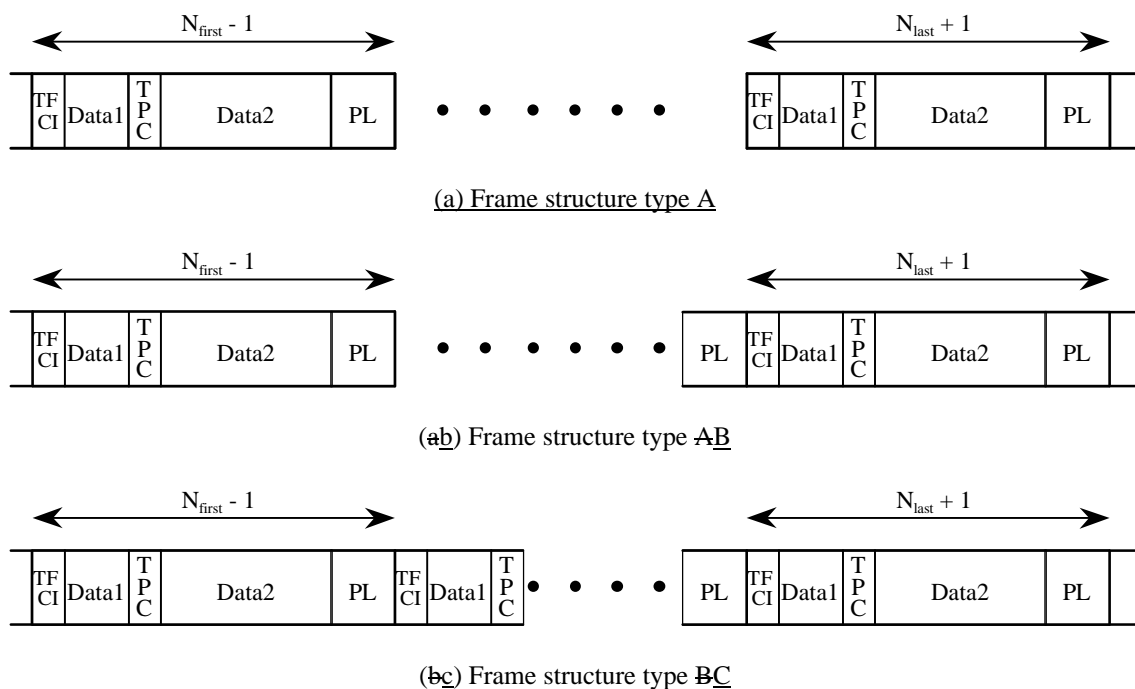 N_first - 1 N_last + 1
TF CI Data1 T P C Data2 PL • • • • • • TF CI Data1 T P C Data2 PL
(a) Frame structure type A
N_first - 1 N_last + 1
TF CI Data1 T P C Data2 PL • • • • • • PL TF CI Data1 T P C Data2 PL
(ab) Frame structure type AB
N_first - 1 N_last + 1
TF CI Data1 T P C Data2 PL TF CI Data1 T P C • • • • PL TF CI Data1 T P C Data2 PL
(bc) Frame structure type BC